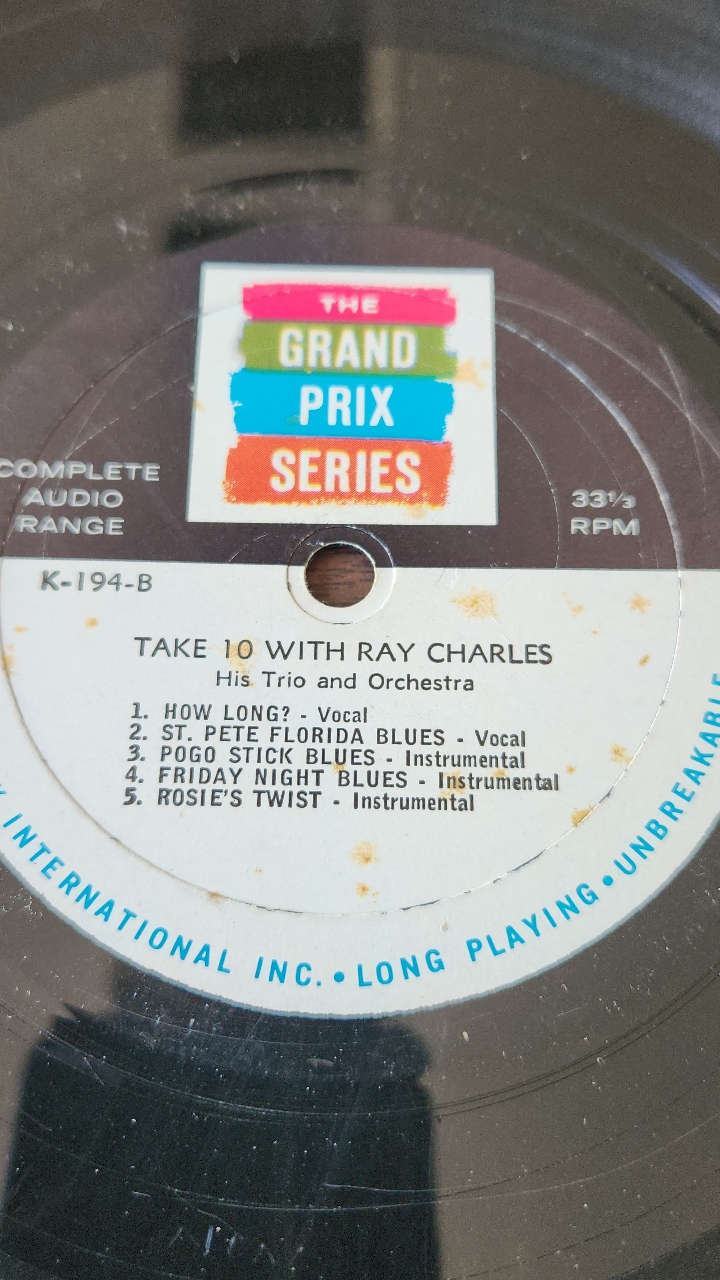 THE
GRAND
PRIX
SERIES
COMPLETE
AUDIO
RANGE
33⅓
RPM
K-194-B
TAKE 10 WITH RAY CHARLES
His Trio and Orchestra
1. HOW LONG? - Vocal
2. ST. PETE FLORIDA BLUES - Vocal
3. POGO STICK BLUES - Instrumental
4. FRIDAY NIGHT BLUES - Instrumental
5. ROSIE'S TWIST - Instrumental
INTERNATIONAL INC. • LONG PLAYING • UNBREAKABLE